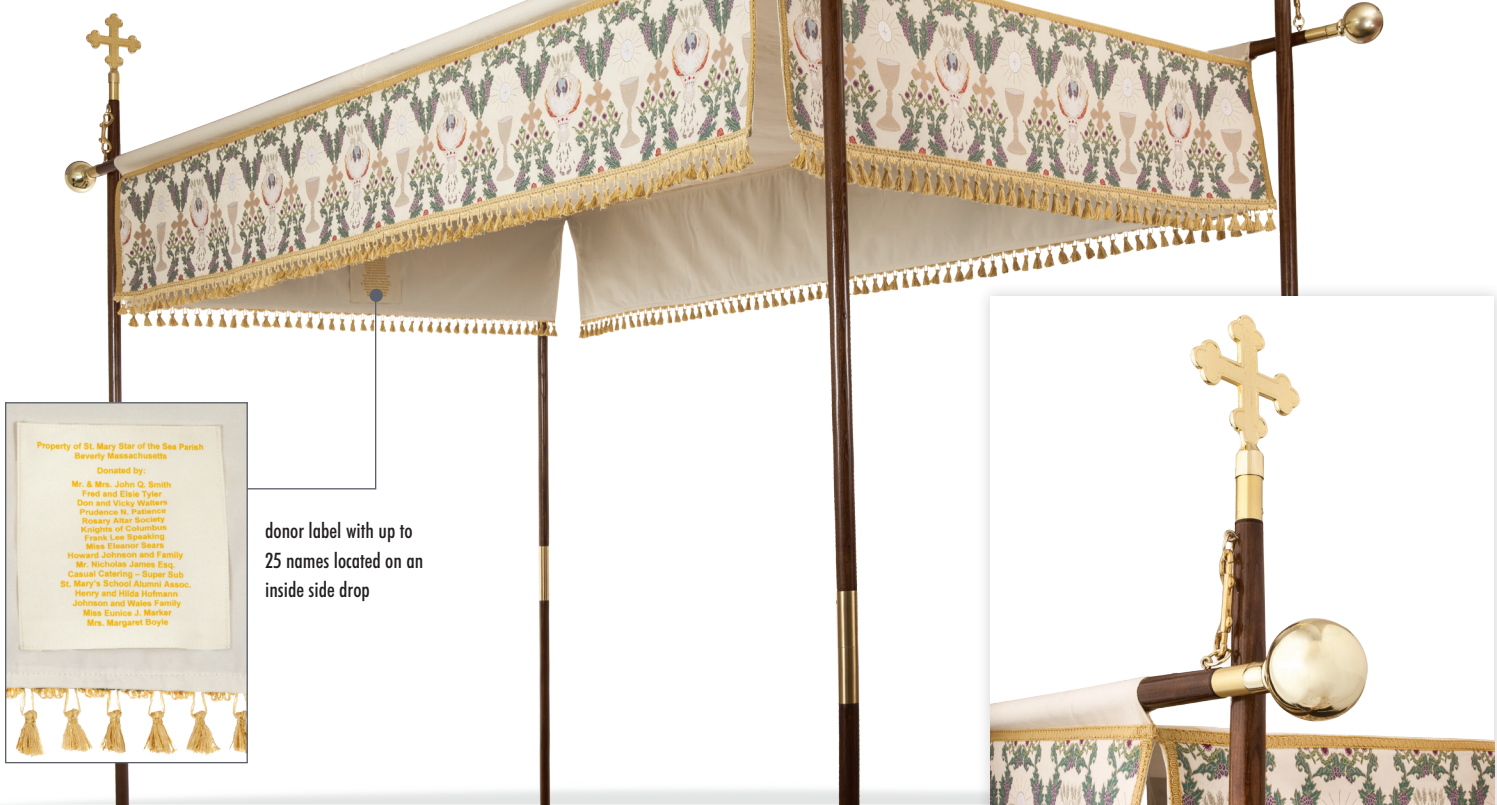 Property of St. Mary Star of the Sea Parish
Beverly Massachusetts
Donated by:
Mr. & Mrs. John Q. Smith
Fred and Elsie Tyler
Don and Vicky Walters
Prudence N. Patience
Rosary Altar Society
Knights of Columbus
Frank Lee Speaking
Miss Eleanor Sears
Howard Johnson and Family
Mr. Nicholas James Esq.
Casual Catering – Super Sub
St. Mary's School Alumni Assoc.
Henry and Hilda Hofmann
Johnson and Wales Family
Miss Eunice J. Marker
Mrs. Margaret Boyle
donor label with up to
25 names located on an
inside side drop